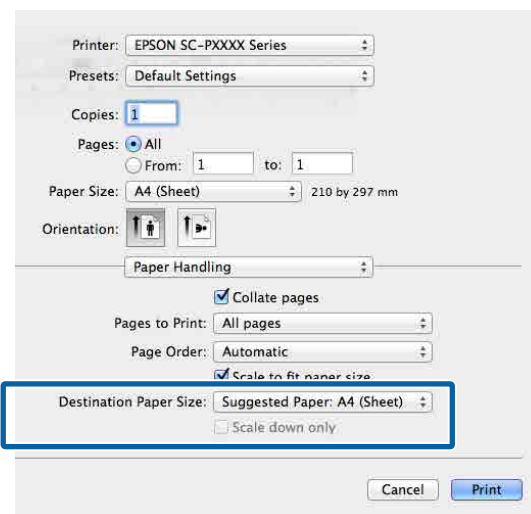 Printer: EPSON SC-PXXXX Series
Presets: Default Settings
Copies: 1
Pages: All
From: 1 to: 1
Paper Size: A4 (Sheet) 210 by 297 mm
Orientation:
Paper Handling
Collate pages
Pages to Print: All pages
Page Order: Automatic
Scale to fit paper size
Destination Paper Size: Suggested Paper: A4 (Sheet)
Scale down only
Cancel Print